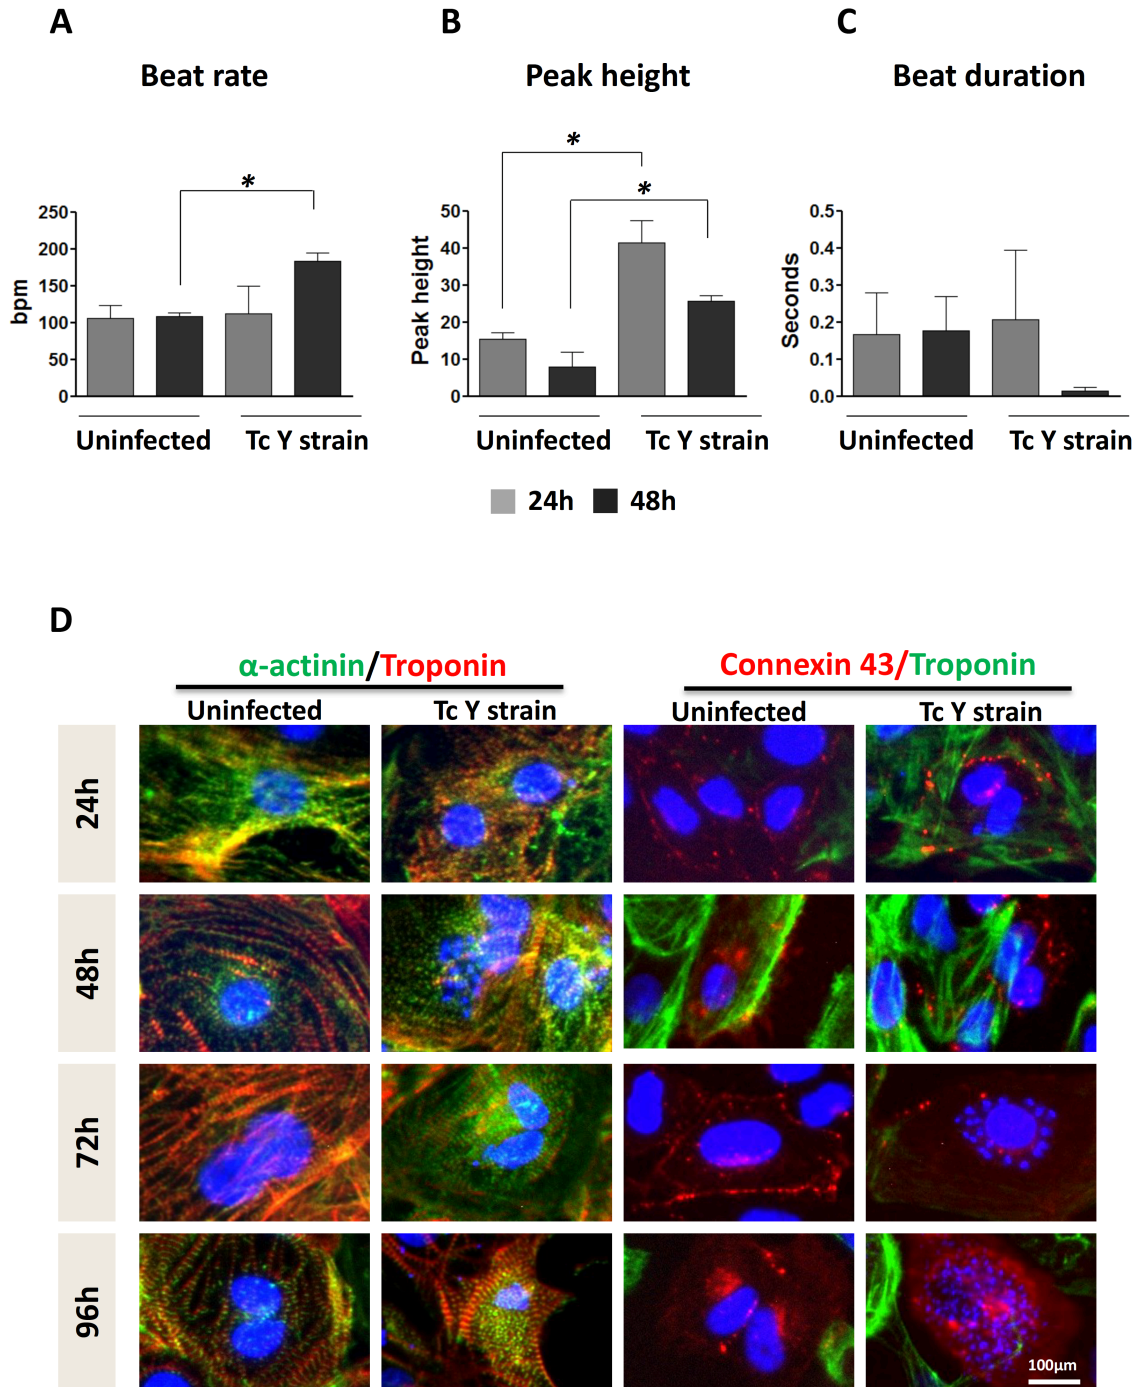 A
B
C
Beat rate
Peak height
Beat duration
*
*
*
250
200
150
100
50
0
bpm
50
40
30
20
10
0
Peak height
0.5
0.4
0.3
0.2
0.1
0.0
Seconds
Uninfected
Tc Y strain
Uninfected
Tc Y strain
Uninfected
Tc Y strain
24h
48h
D
α-actinin/Troponin
Connexin 43/Troponin
Uninfected
Tc Y strain
Uninfected
Tc Y strain
24h
48h
72h
96h
100µm